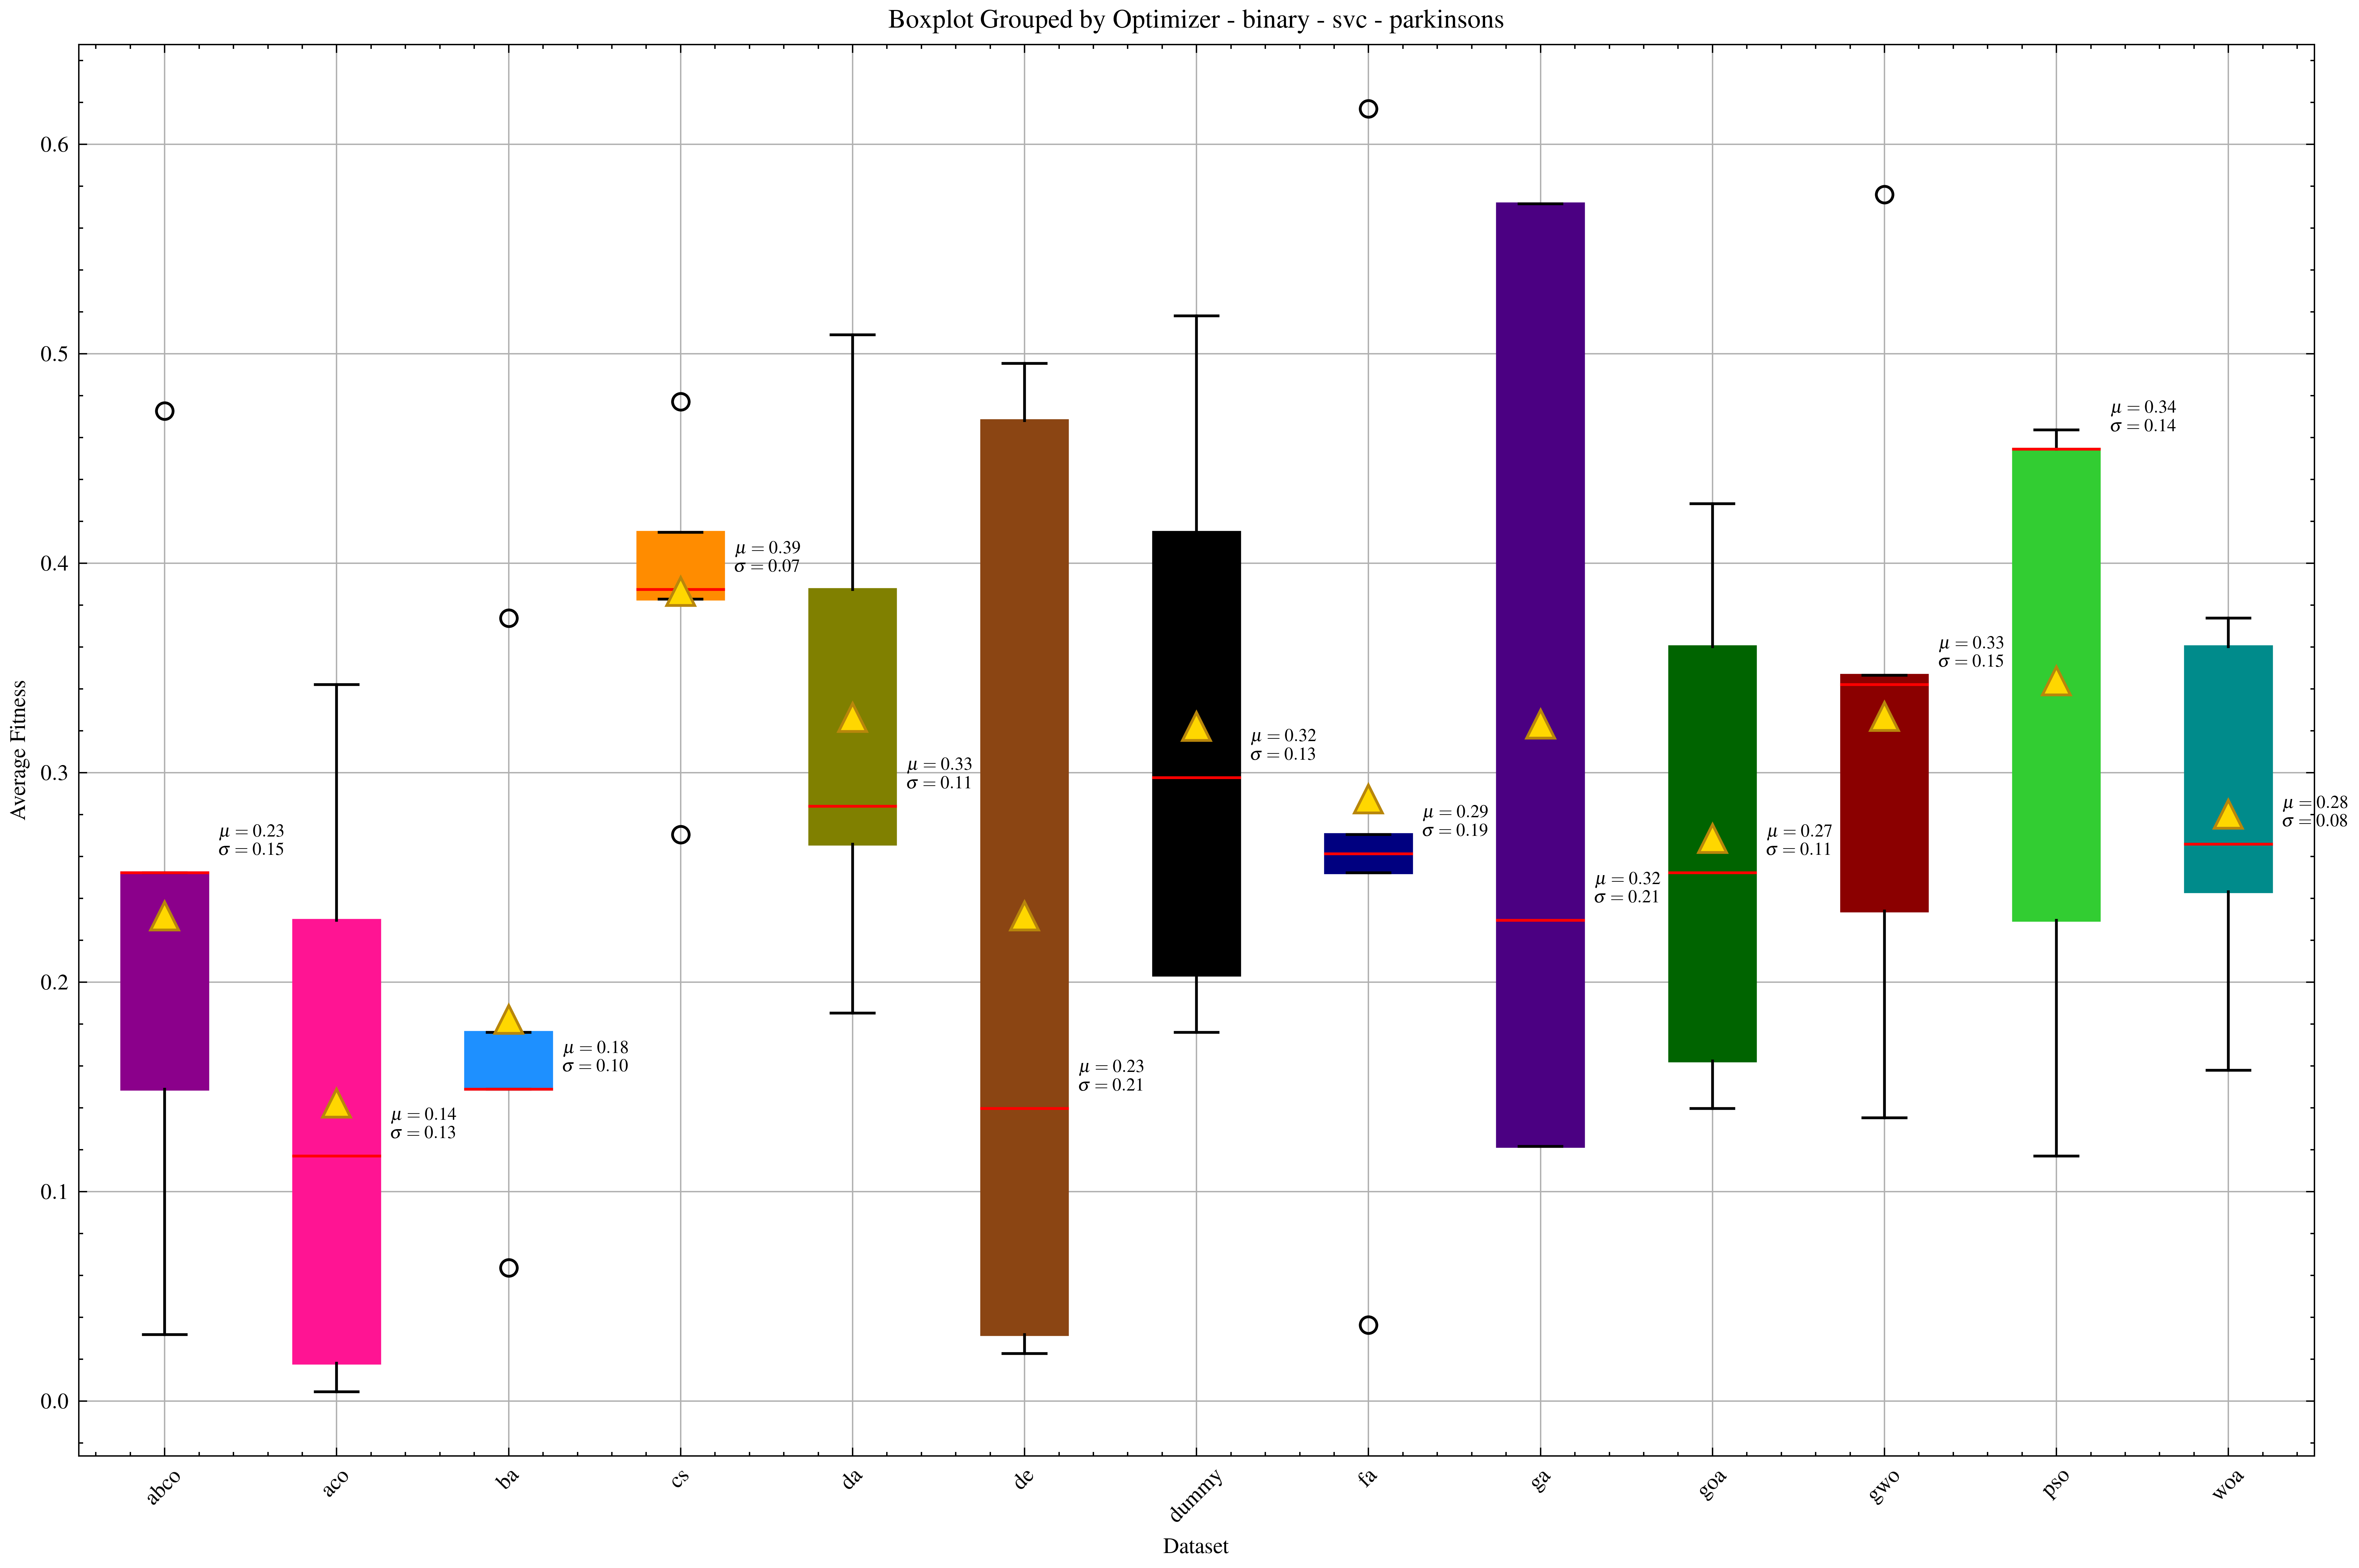 Boxplot Grouped by Optimizer - binary - svc - parkinsons
Average Fitness
0.6
0.5
0.4
0.3
0.2
0.1
0.0
μ = 0.23
σ = 0.15
μ = 0.14
σ = 0.13
μ = 0.18
σ = 0.10
μ = 0.39
σ = 0.07
μ = 0.33
σ = 0.11
μ = 0.23
σ = 0.21
μ = 0.32
σ = 0.13
μ = 0.29
σ = 0.19
μ = 0.32
σ = 0.21
μ = 0.27
σ = 0.11
μ = 0.33
σ = 0.15
μ = 0.34
σ = 0.14
μ = 0.28
σ = 0.08
abco
aco
ba
cs
da
de
dummy
fa
ga
goa
gwo
pso
woa
Dataset